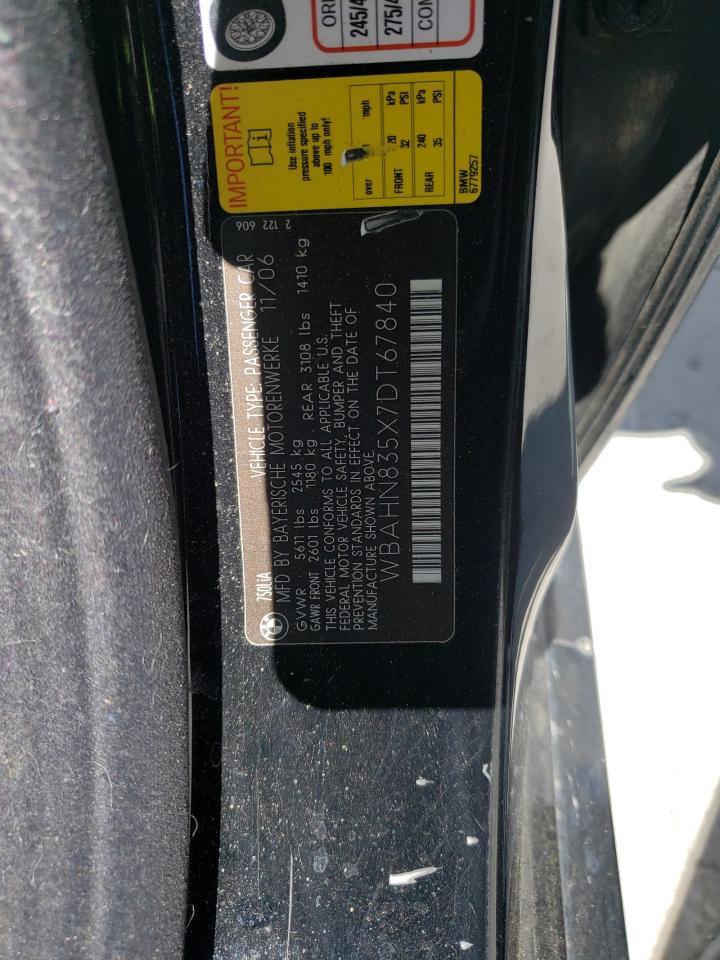 ORI
245/4
275/4
CON
IMPORTANT!
Use inflation
pressure specified
above up to
100 mph only!
over mph
kPa
PSI
FRONT 32
kPa
PSI
REAR 240 35
BMW
6779257
2 122 606
7S0LLA
VEHICLE TYPE: PASSENGER CAR
MFD BY BAYERISCHE MOTORENWERKE 11/06
GVWR 5611 lbs 2545 kg
GAWR FRONT 2601 lbs 1180 kg REAR 3108 lbs 1410 kg
THIS VEHICLE CONFORMS TO ALL APPLICABLE U.S.
FEDERAL MOTOR VEHICLE SAFETY, BUMPER AND THEFT
PREVENTION STANDARDS IN EFFECT ON THE DATE OF
MANUFACTURE SHOWN ABOVE.
WBAHN835X7DT67840